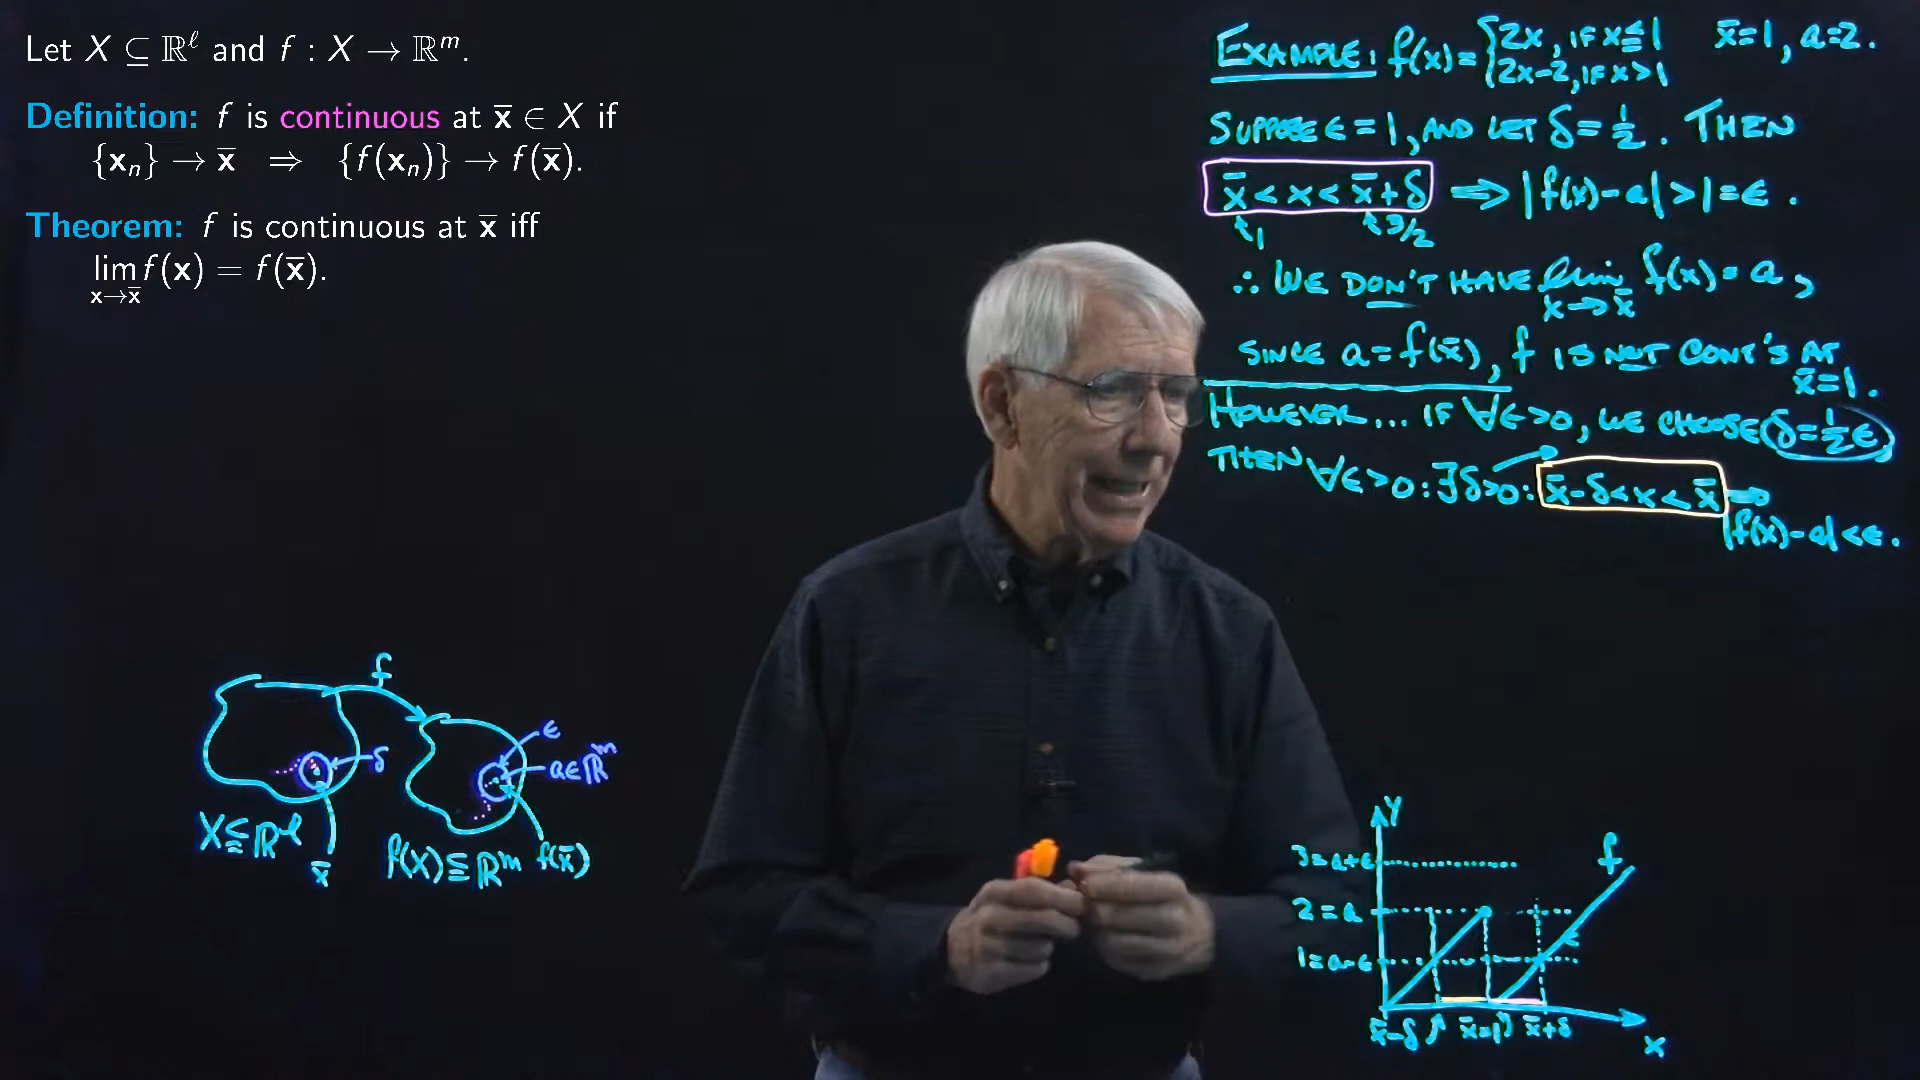 Let X ⊆ ℝ^ℓ and f : X → ℝ^m.
Definition: f is continuous at x̄ ∈ X if
{x_n} → x̄ ⇒ {f(x_n)} → f(x̄).
Theorem: f is continuous at x̄ iff
lim f(x) = f(x̄).
x→x̄
EXAMPLE: f(x) = { 2x, IF x ≤ 1 x̄=1, a=2.
2x-2, IF x > 1
SUPPOSE ε=1, AND LET δ=½. THEN
x̄ < x < x̄+δ ⟹ |f(x)-a| > 1 = ε.
↑1 ↑3/2
∴ WE DON'T HAVE lim f(x) = a,
x→x̄
SINCE a = f(x̄), f IS NOT CONT'S AT
x̄=1.
HOWEVER... IF ∀ε>0, WE CHOOSE δ=½ε,
THEN ∀ε>0: ∃δ>0: x̄-δ<x<x̄ ⟹
|f(x)-a|<ε.
f
ε
δ
a∈ℝ^m
X⊆ℝ^ℓ
x̄
f(X)⊆ℝ^m f(x̄)
Y
3=a+ε
f
2=a
ε
1=a-ε
x̄-δ x̄=1 x̄+δ
x